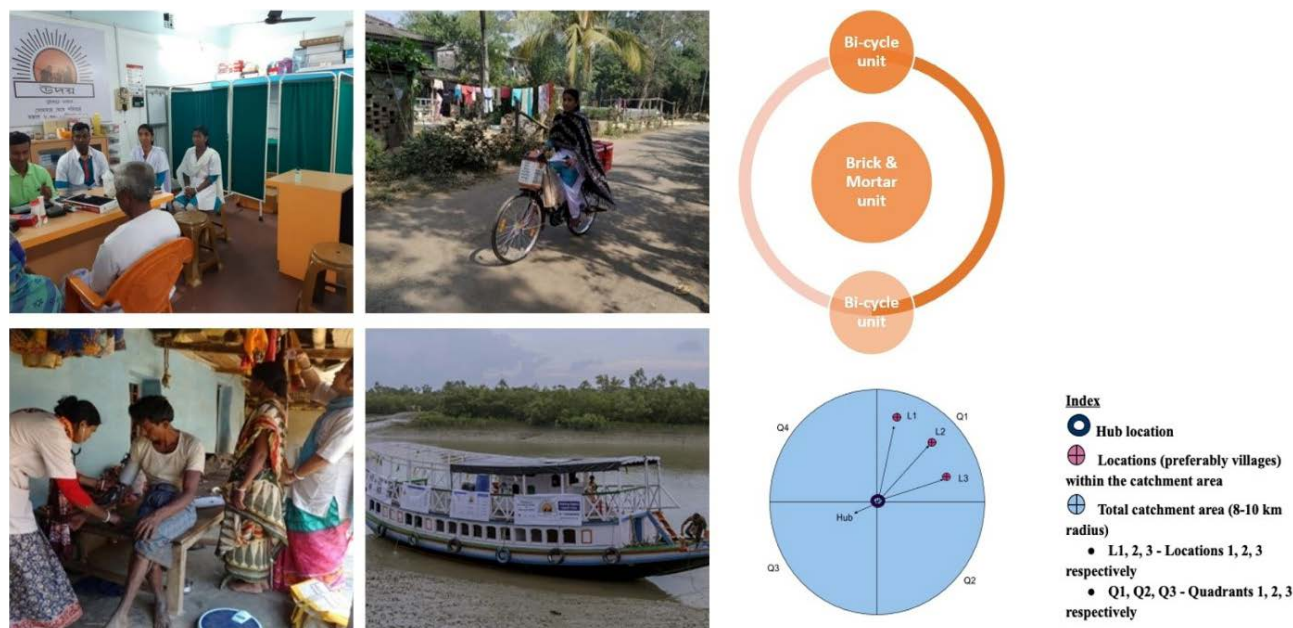 উদয়
Bi-cycle
unit
Brick &
Mortar
unit
Bi-cycle
unit
Q4
L1
Q1
L2
L3
Hub
Q3
Q2
Index
Hub location
Locations (preferably villages)
within the catchment area
Total catchment area (8-10 km
radius)
● L1, 2, 3 - Locations 1, 2, 3
respectively
● Q1, Q2, Q3 - Quadrants 1, 2, 3
respectively